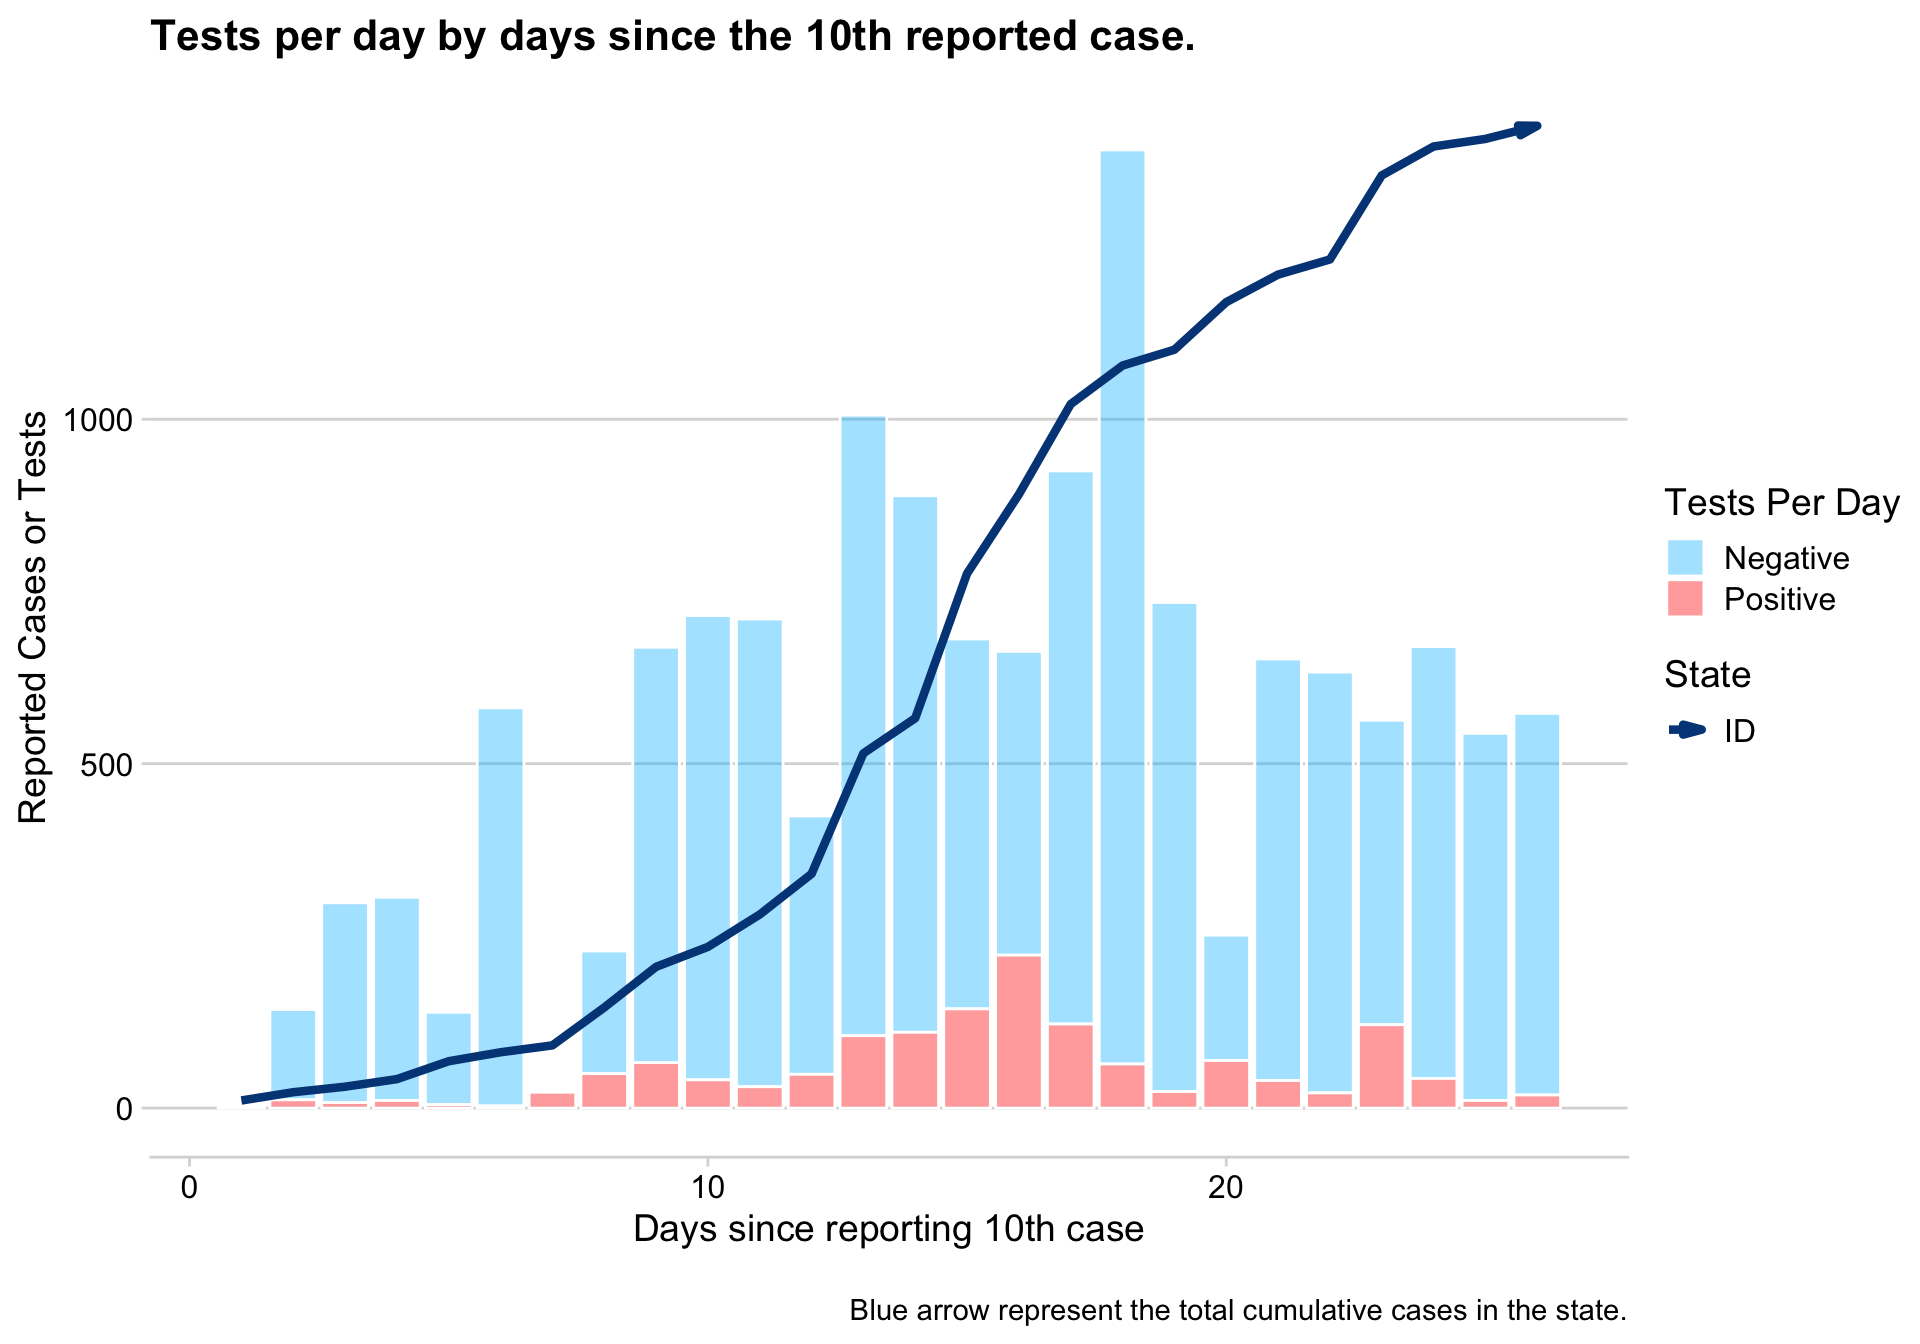 Tests per day by days since the 10th reported case.
Reported Cases or Tests
1000
500
0
0
10
20
Days since reporting 10th case
Tests Per Day
Negative
Positive
State
ID
Blue arrow represent the total cumulative cases in the state.